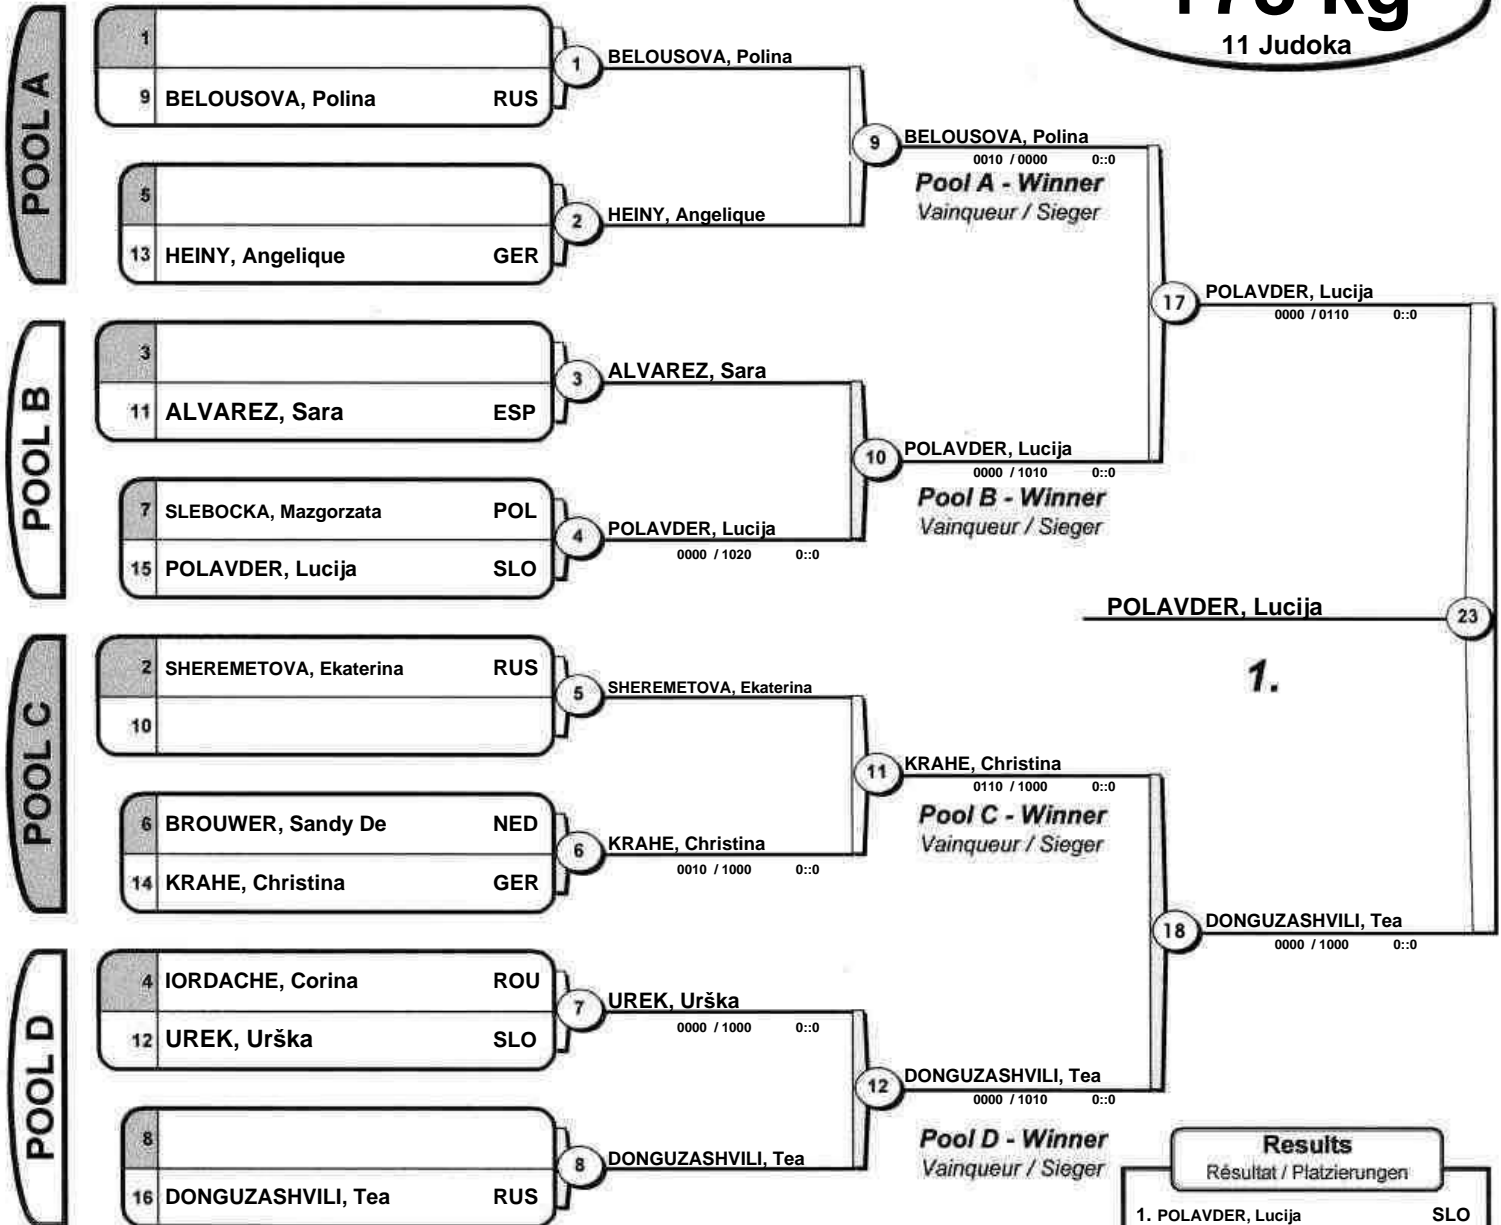 +78 kg
11 Judoka
POOL A
1
9 BELOUSOVA, Polina RUS
1 BELOUSOVA, Polina
5
13 HEINY, Angelique GER
2 HEINY, Angelique
9 BELOUSOVA, Polina
0010 / 0000 0::0
Pool A - Winner
Vainqueur / Sieger
POOL B
3
11 ALVAREZ, Sara ESP
3 ALVAREZ, Sara
7 SLEBOCKA, Mazgorzata POL
15 POLAVDER, Lucija SLO
4 POLAVDER, Lucija
0000 / 1020 0::0
10 POLAVDER, Lucija
0000 / 1010 0::0
Pool B - Winner
Vainqueur / Sieger
17 POLAVDER, Lucija
0000 / 0110 0::0
POLAVDER, Lucija 23
1.
POOL C
2 SHEREMETOVA, Ekaterina RUS
10
5 SHEREMETOVA, Ekaterina
6 BROUWER, Sandy De NED
14 KRAHE, Christina GER
6 KRAHE, Christina
0010 / 1000 0::0
11 KRAHE, Christina
0110 / 1000 0::0
Pool C - Winner
Vainqueur / Sieger
POOL D
4 IORDACHE, Corina ROU
12 UREK, Urška SLO
7 UREK, Urška
0000 / 1000 0::0
8
16 DONGUZASHVILI, Tea RUS
8 DONGUZASHVILI, Tea
12 DONGUZASHVILI, Tea
0000 / 1010 0::0
Pool D - Winner
Vainqueur / Sieger
18 DONGUZASHVILI, Tea
0000 / 1000 0::0
Results
Résultat / Platzierungen
1. POLAVDER, Lucija SLO